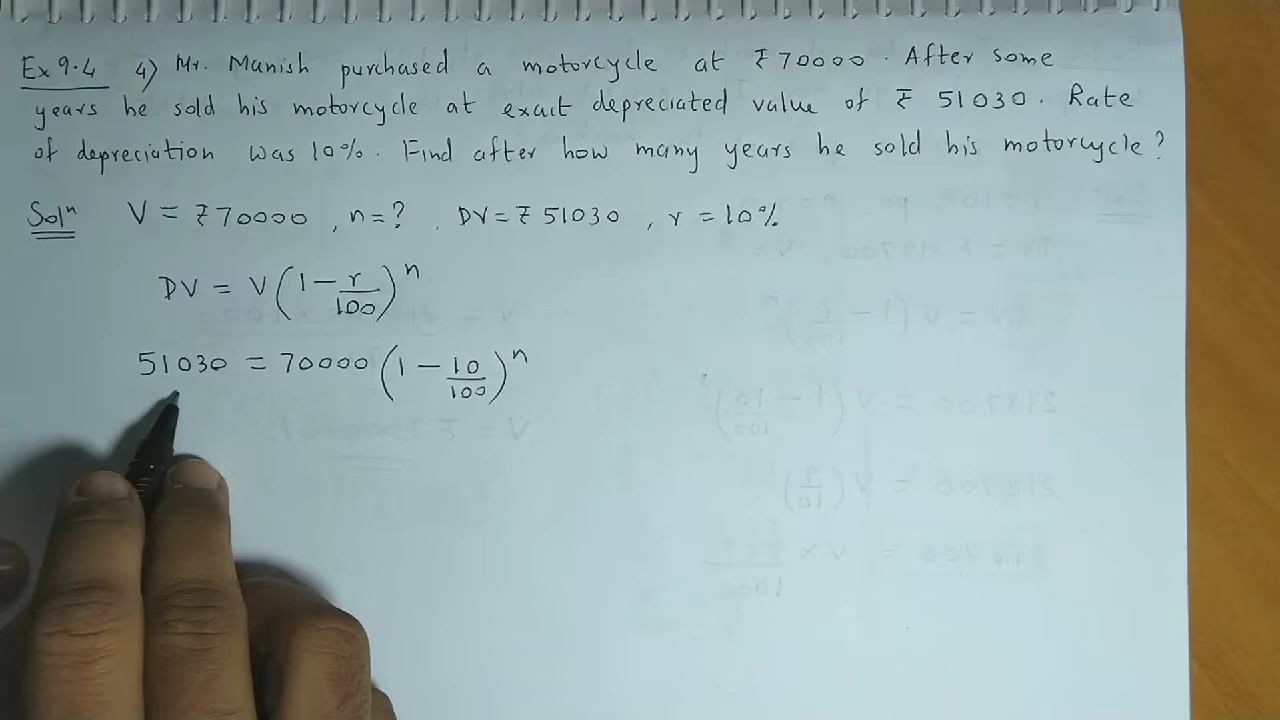 Ex 9.4 4) Mr. Manish purchased a motorcycle at ₹70000. After some
years he sold his motorcycle at exact depreciated value of ₹ 51030. Rate
of depreciation was 10%. Find after how many years he sold his motorcycle?
Solⁿ V = ₹70000, n=?, DV=₹51030, r = 10%
DV = V(1 - r/100)ⁿ
51030 = 70000 (1 - 10/100)ⁿ